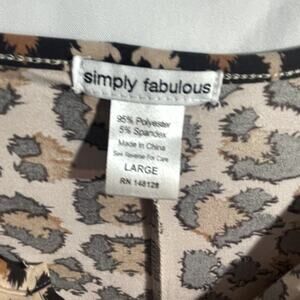 simply fabulous
95% Polyester
5% Spandex
Made in China
See Reverse For Care
LARGE
RN 148128